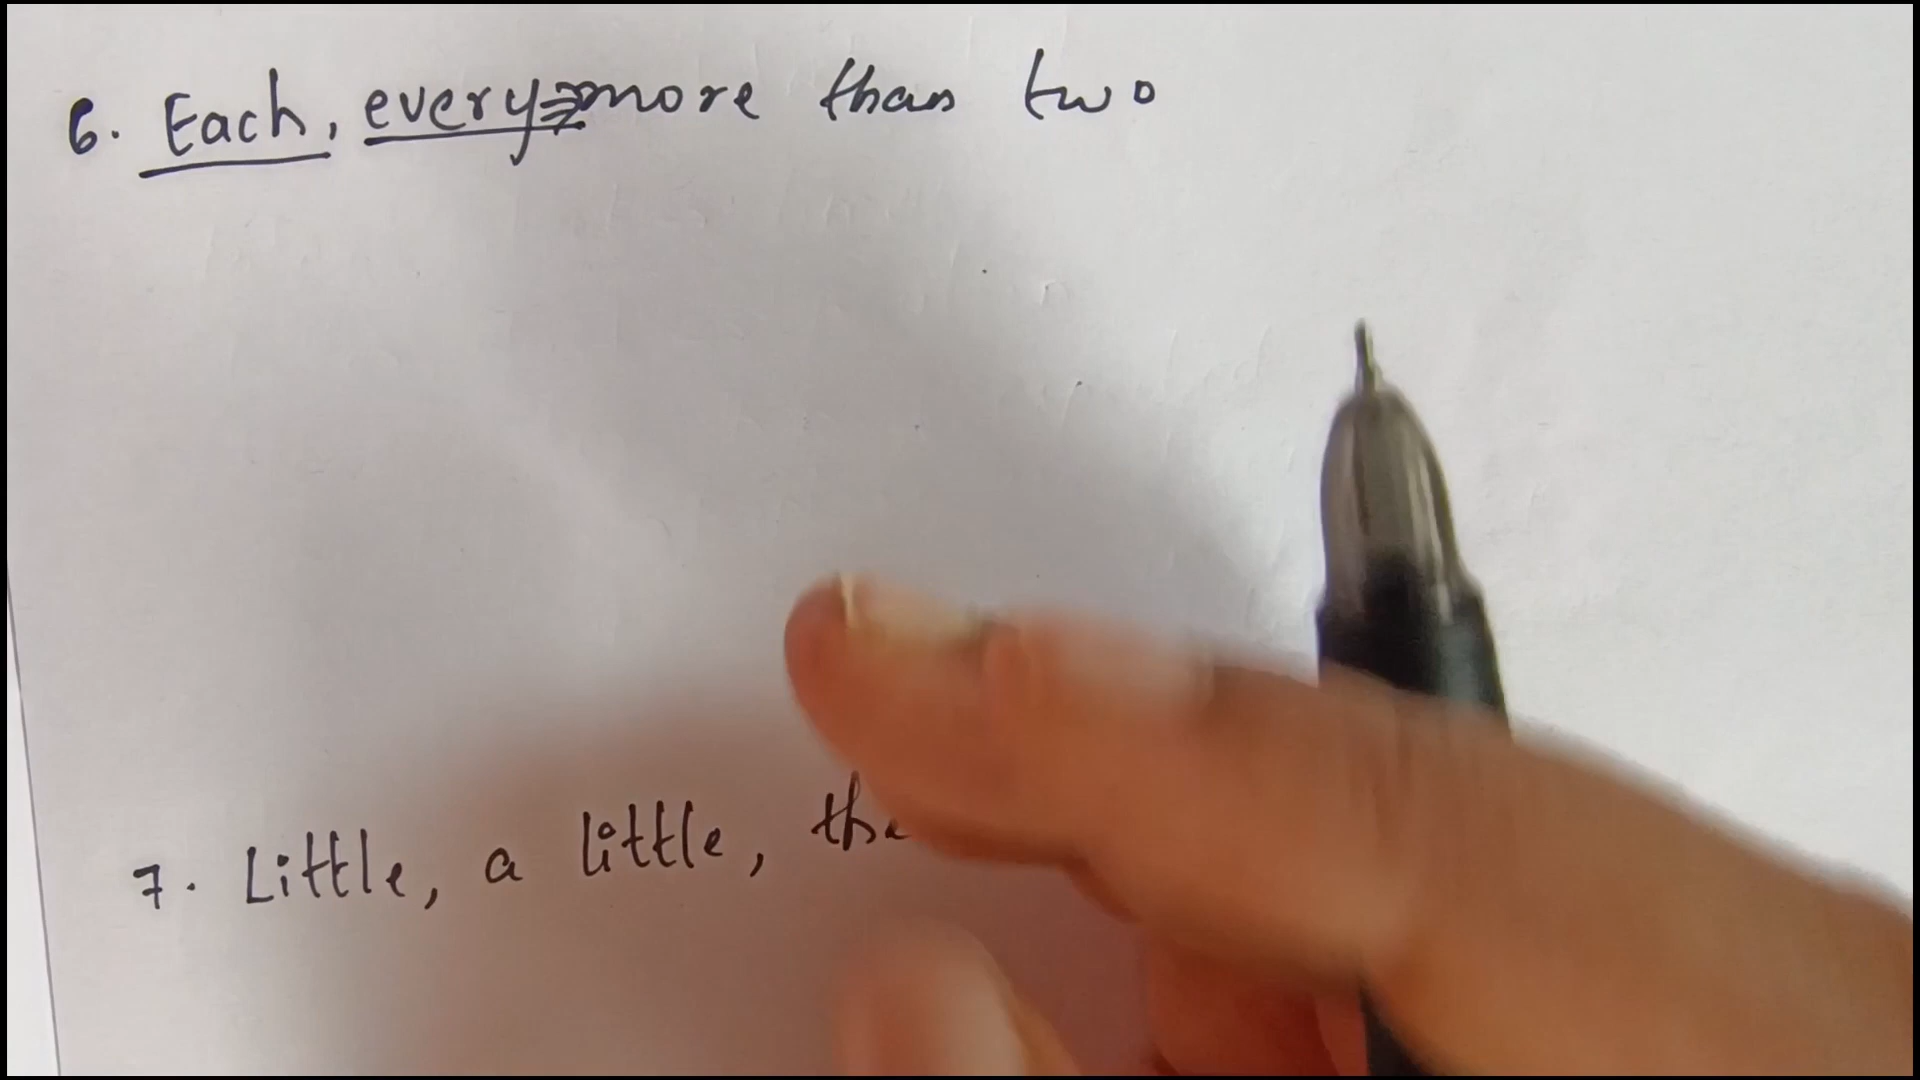 6. Each, every⇒more than two
7. Little, a little,